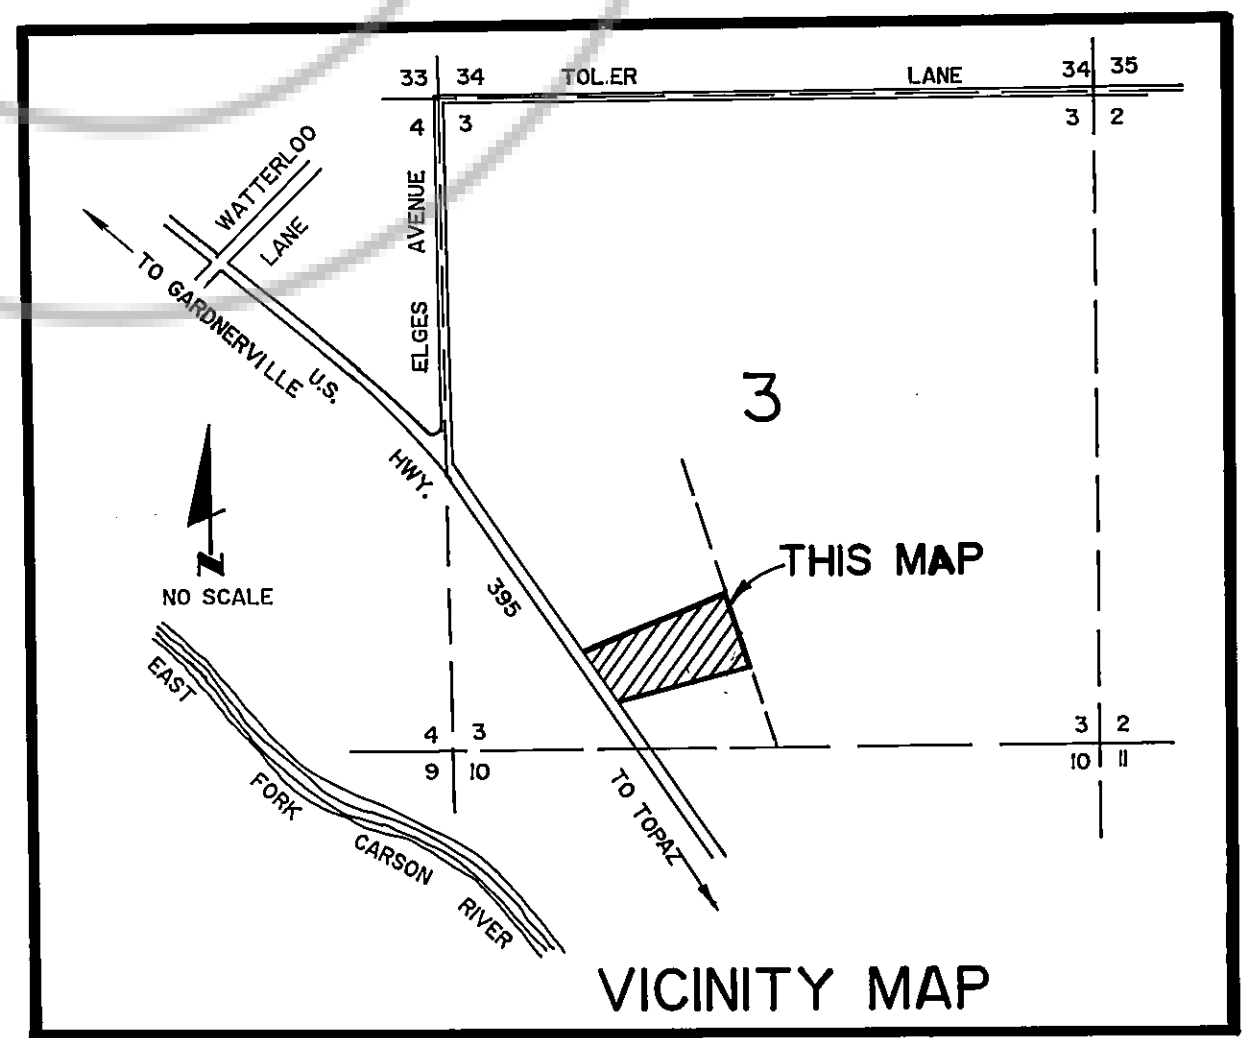 33 34 TOLER LANE 34 35
4 3 3 2
WATTERLOO
LANE
ELGES AVENUE
TO GARDNERVILLE
U.S.
HWY.
395
3
THIS MAP
N
NO SCALE
EAST
FORK
CARSON
RIVER
4 3 3 2
9 10 10 11
TO TOPAZ
VICINITY MAP